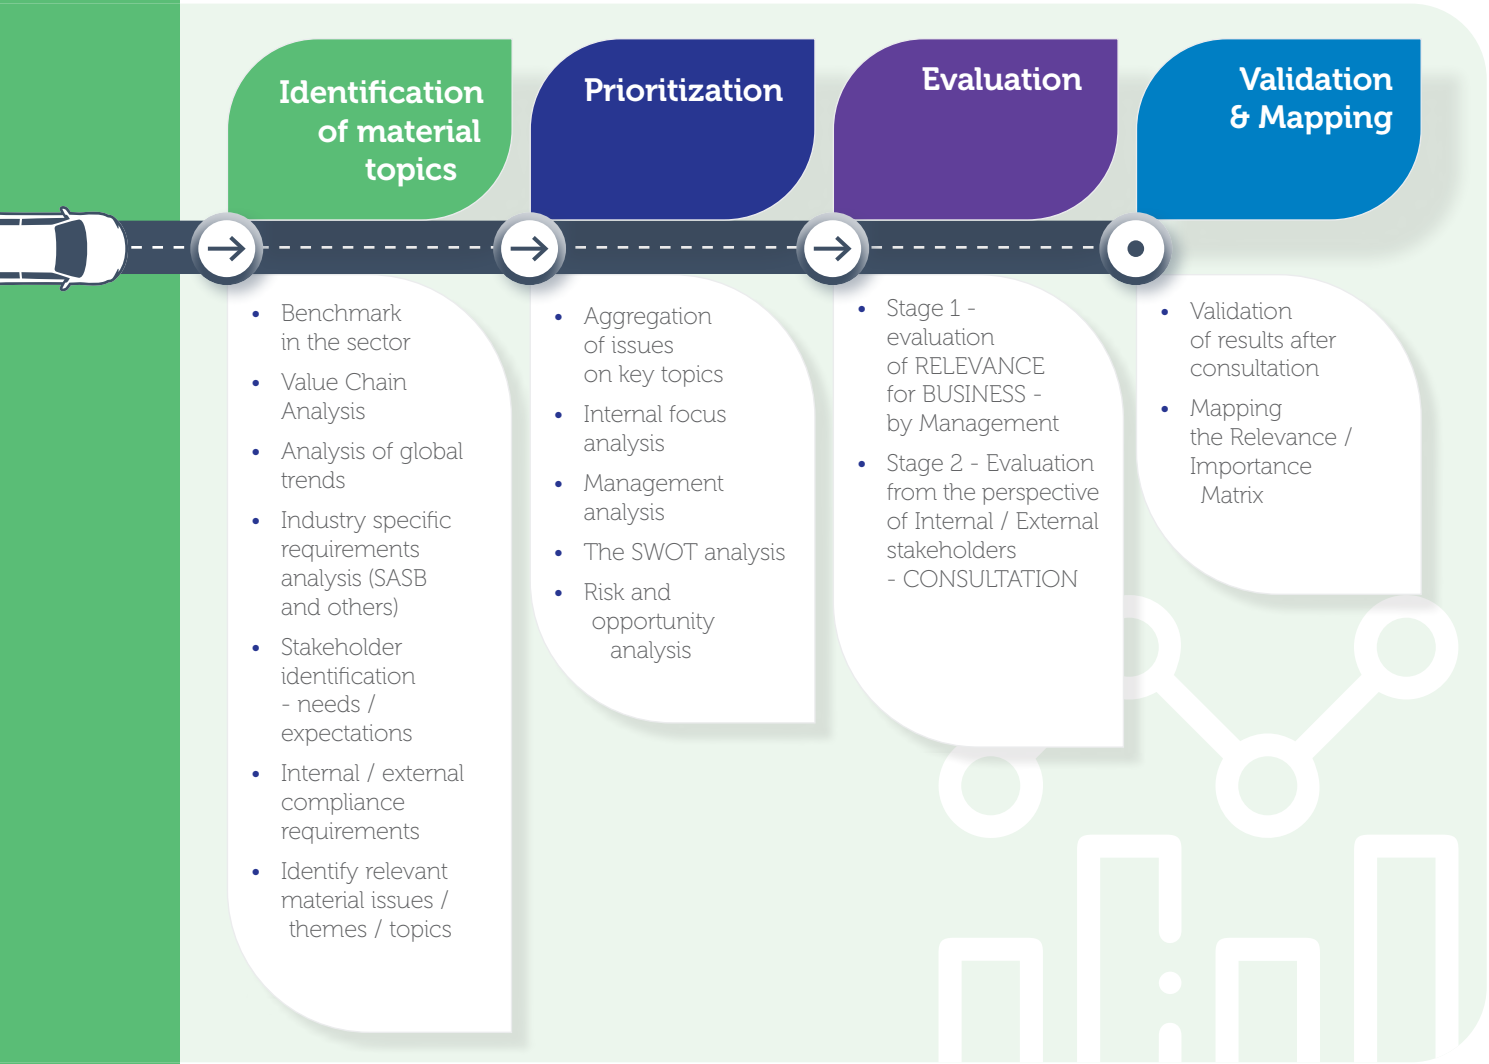 Identification
of material
topics
• Benchmark
in the sector
• Value Chain
Analysis
• Analysis of global
trends
• Industry specific
requirements
analysis (SASB
and others)
• Stakeholder
identification
- needs /
expectations
• Internal / external
compliance
requirements
• Identify relevant
material issues /
themes / topics
Prioritization
• Aggregation
of issues
on key topics
• Internal focus
analysis
• Management
analysis
• The SWOT analysis
• Risk and
opportunity
analysis
Evaluation
• Stage 1 -
evaluation
of RELEVANCE
for BUSINESS -
by Management
• Stage 2 - Evaluation
from the perspective
of Internal / External
stakeholders
- CONSULTATION
Validation
& Mapping
• Validation
of results after
consultation
• Mapping
the Relevance /
Importance
Matrix